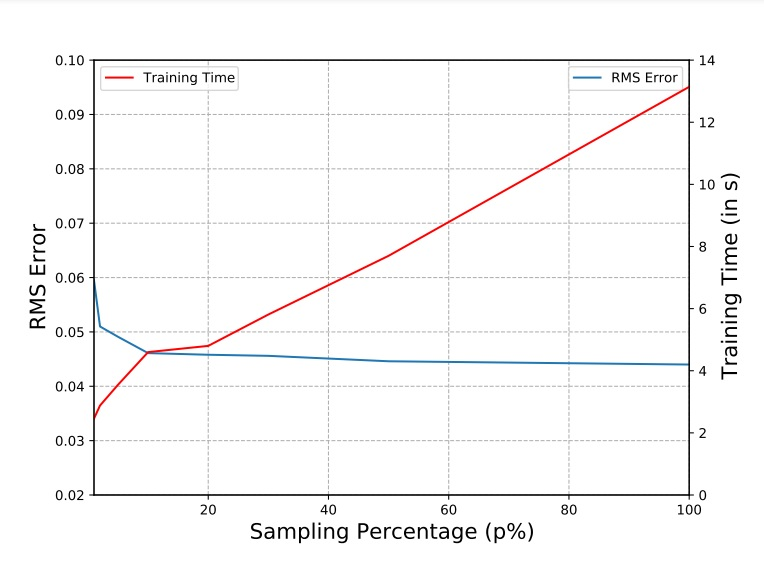 Training Time
RMS Error
0.10
0.09
0.08
0.07
0.06
0.05
0.04
0.03
0.02
RMS Error
14
12
10
8
6
4
2
0
Training Time (in s)
20 40 60 80 100
Sampling Percentage (p%)